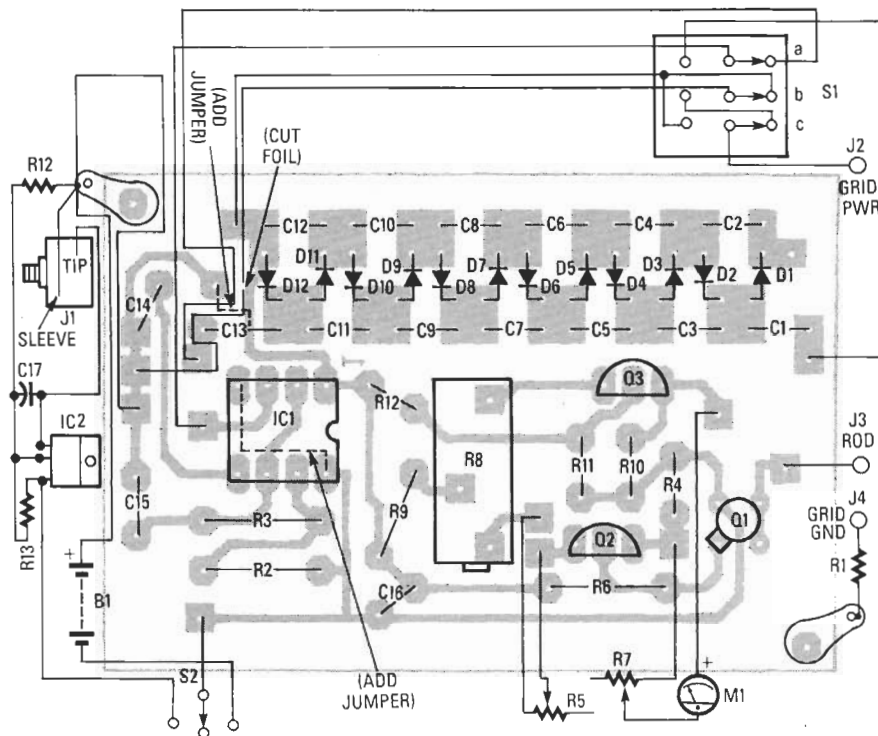 a
b
S1
c
(ADD
JUMPER)
(CUT
FOIL)
J2
GRID
PWR
R12
TIP
J1
SLEEVE
C12
C10
C8
C6
C4
C2
D11
D9
D7
D5
D3
D1
D12
D10
D8
D6
D4
D2
C14
C13
C11
C9
C7
C5
C3
C1
C17
IC2
IC1
R12
Q3
R8
R11
R10
R4
J3
ROD
J4
GRID
GND
C15
R3
R9
Q1
R13
R2
Q2
R1
+
B1
C16
R6
S2
(ADD
JUMPER)
R7
+
R5
M1